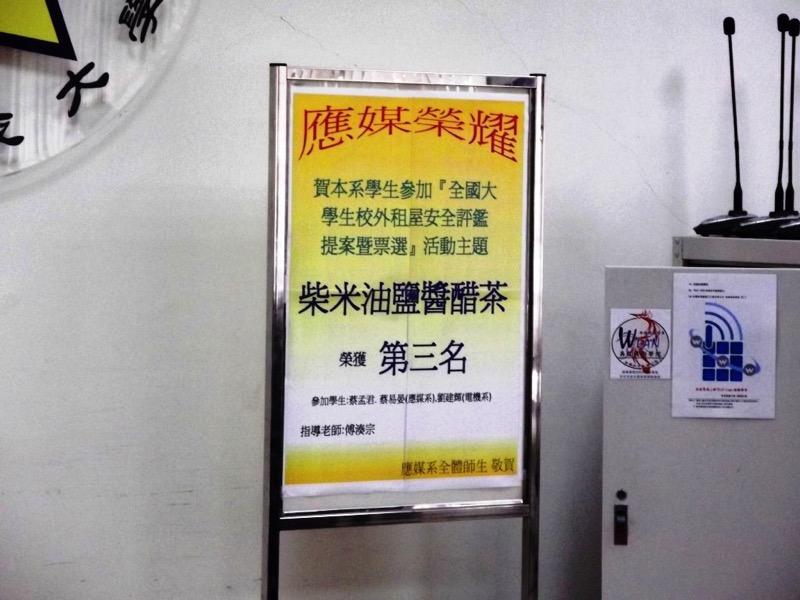 大學
應媒榮耀
賀本系學生參加『全國大
學生校外租屋安全評鑑
提案暨票選』活動主題
柴米油鹽醬醋茶
榮獲 第三名
參加學生:蔡孟君.蔡易晏(應媒系).劉建輝(電機系)
指導老師:傅湊宗
應媒系全體師生 敬賀
W
W
W